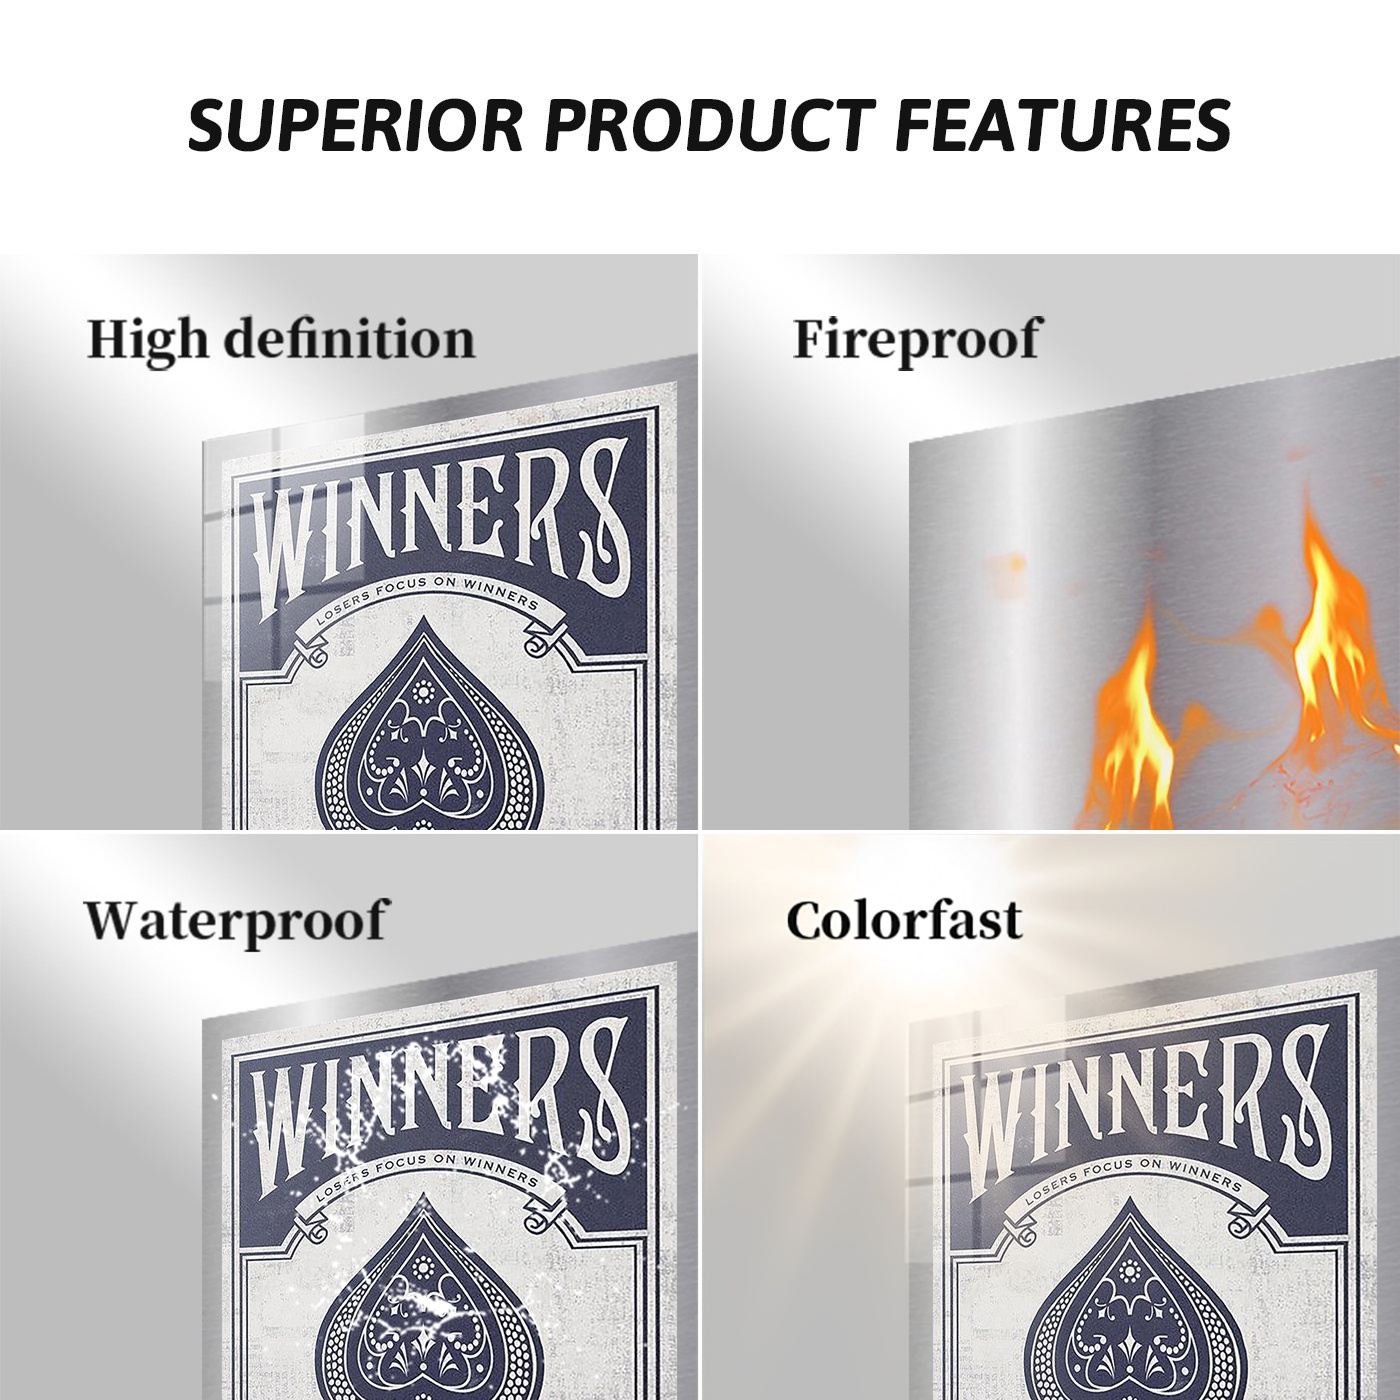 SUPERIOR PRODUCT FEATURES
High definition
WINNERS
LOSERS FOCUS ON WINNERS
Fireproof
Waterproof
WINNERS
LOSERS FOCUS ON WINNERS
Colorfast
WINNERS
LOSERS FOCUS ON WINNERS